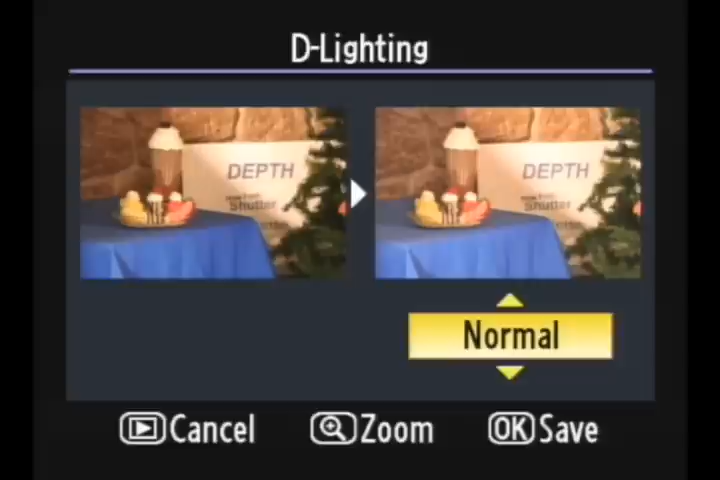 D-Lighting
DEPTH
Shutter
DEPTH
Shutter
Normal
Cancel
Zoom
OK Save